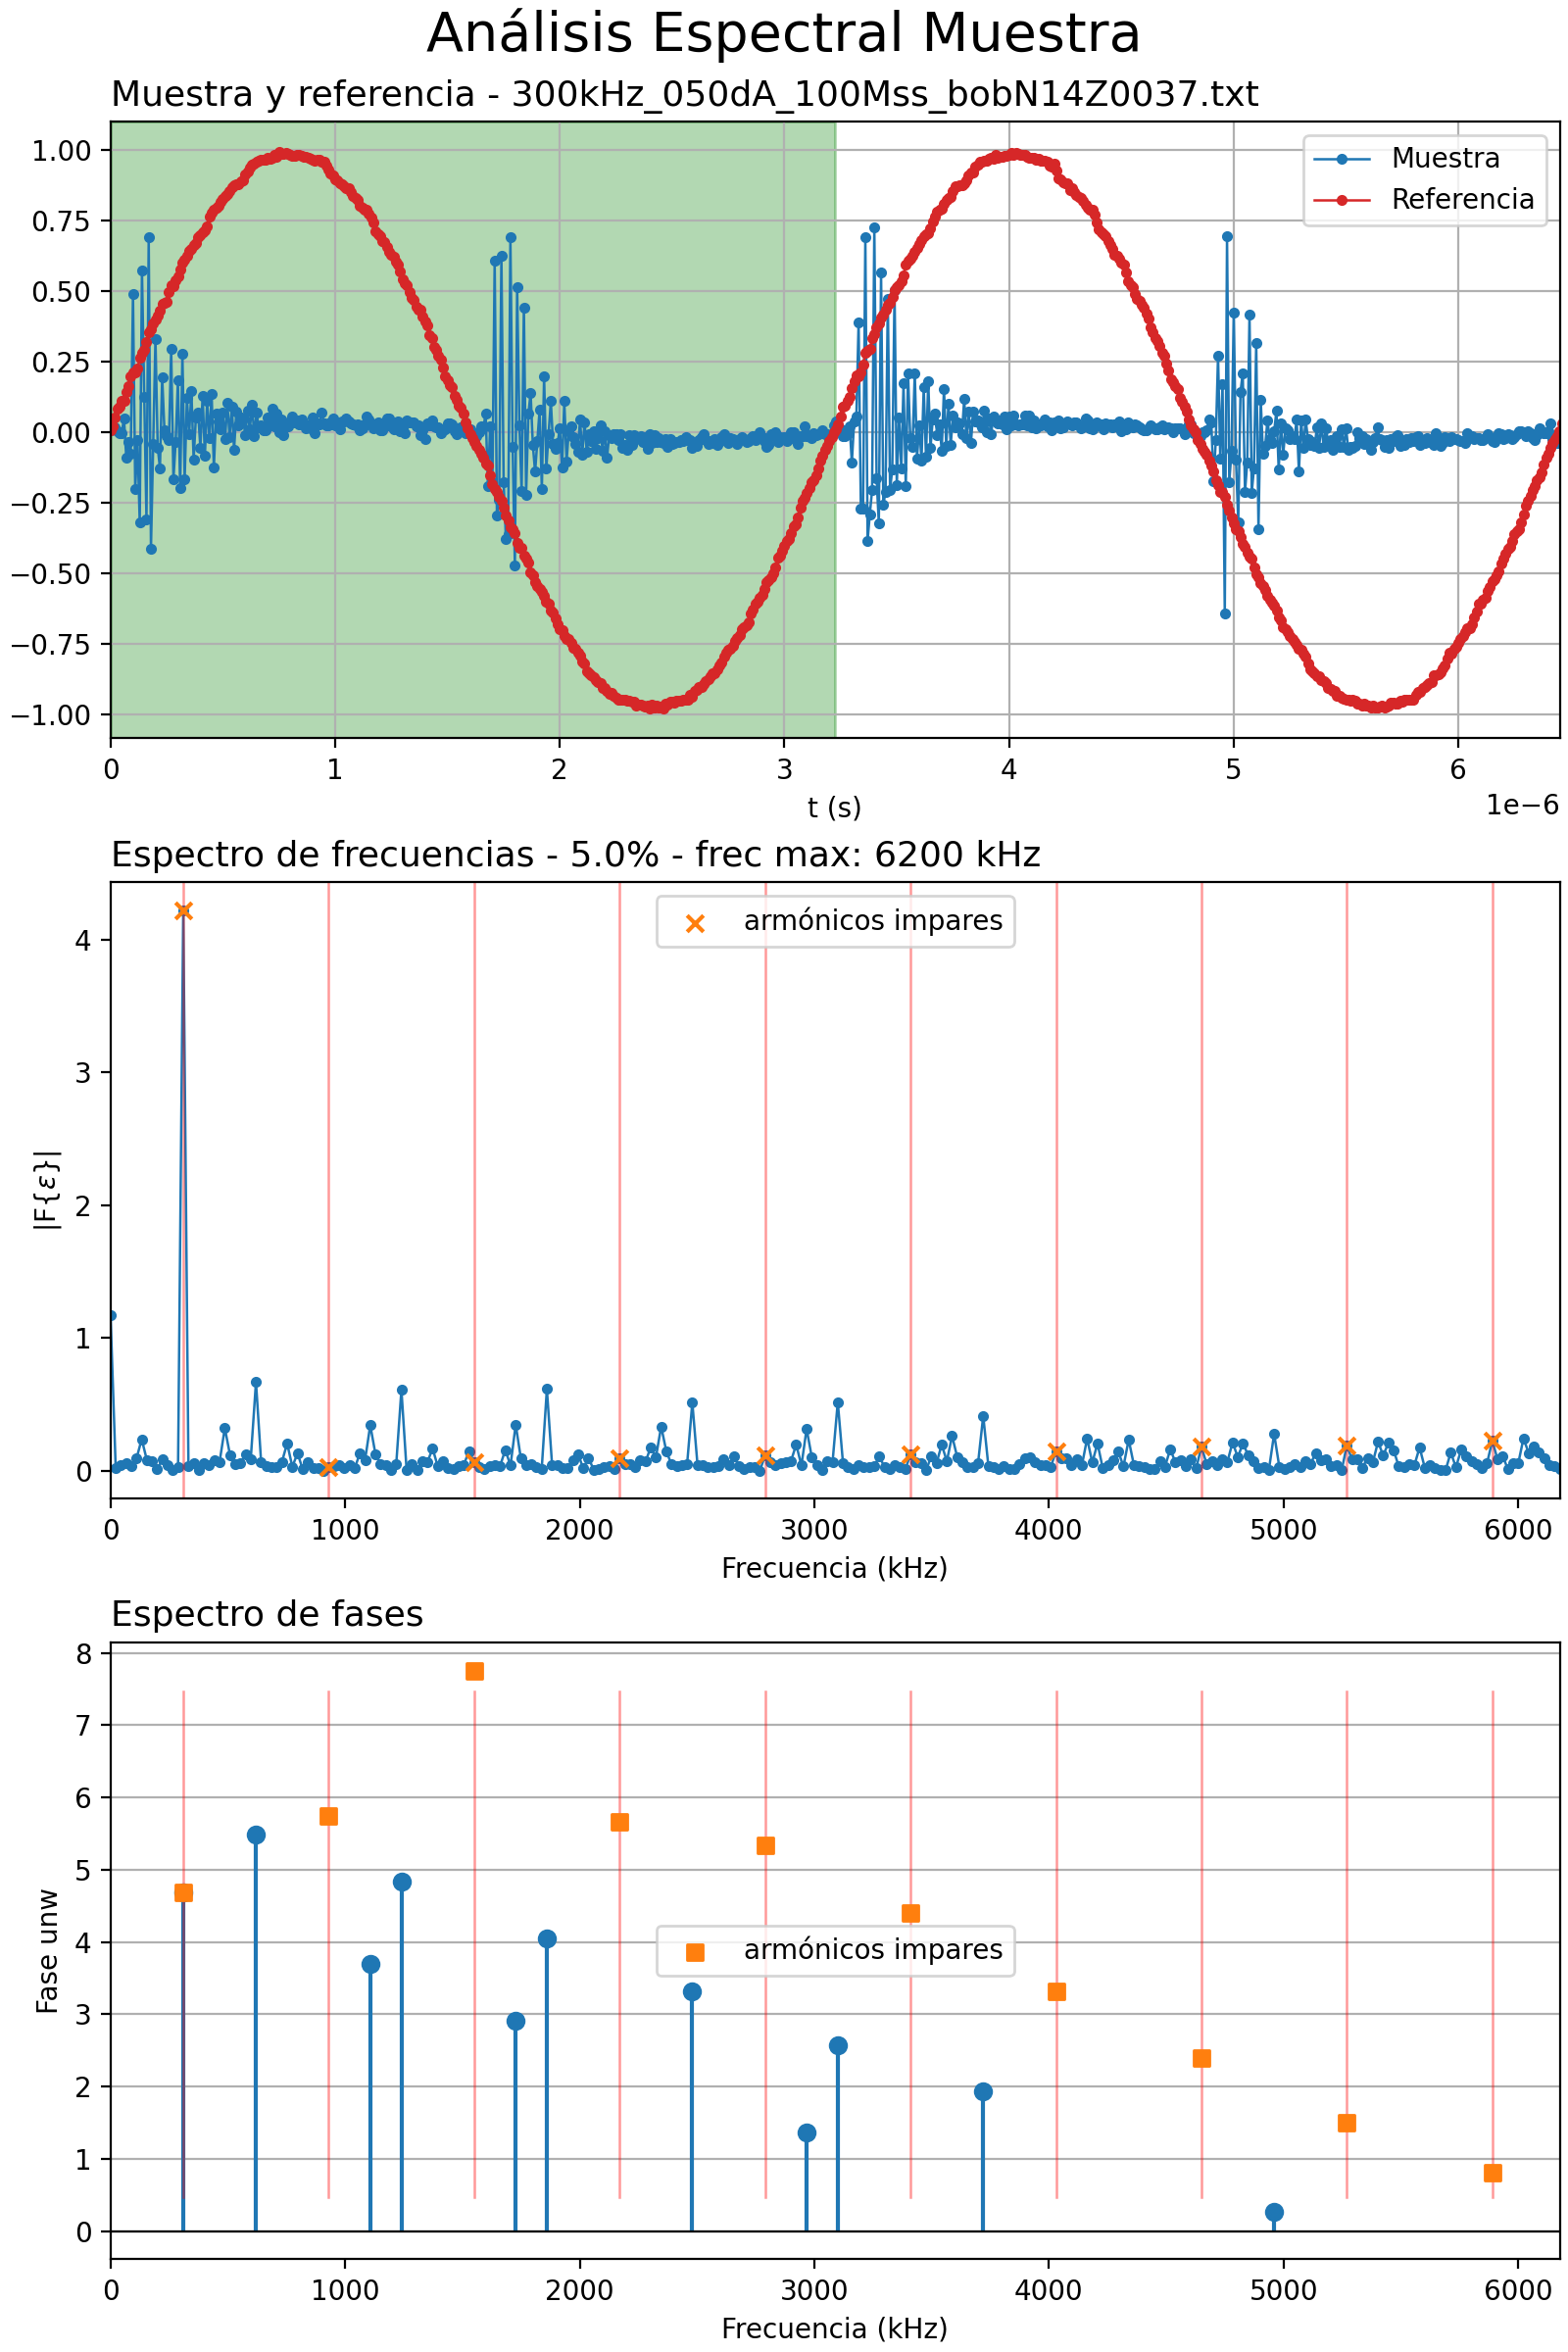 Análisis Espectral Muestra
Muestra y referencia - 300kHz_050dA_100Mss_bobN14Z0037.txt
1.00
0.75
0.50
0.25
0.00
−0.25
−0.50
−0.75
−1.00
Muestra
Referencia
0 1 2 3 4 5 6
t (s)
1e−6
Espectro de frecuencias - 5.0% - frec max: 6200 kHz
armónicos impares
4
3
2
1
0
|F{ε}|
0 1000 2000 3000 4000 5000 6000
Frecuencia (kHz)
Espectro de fases
8
7
6
5
4
3
2
1
0
Fase unw
armónicos impares
0 1000 2000 3000 4000 5000 6000
Frecuencia (kHz)